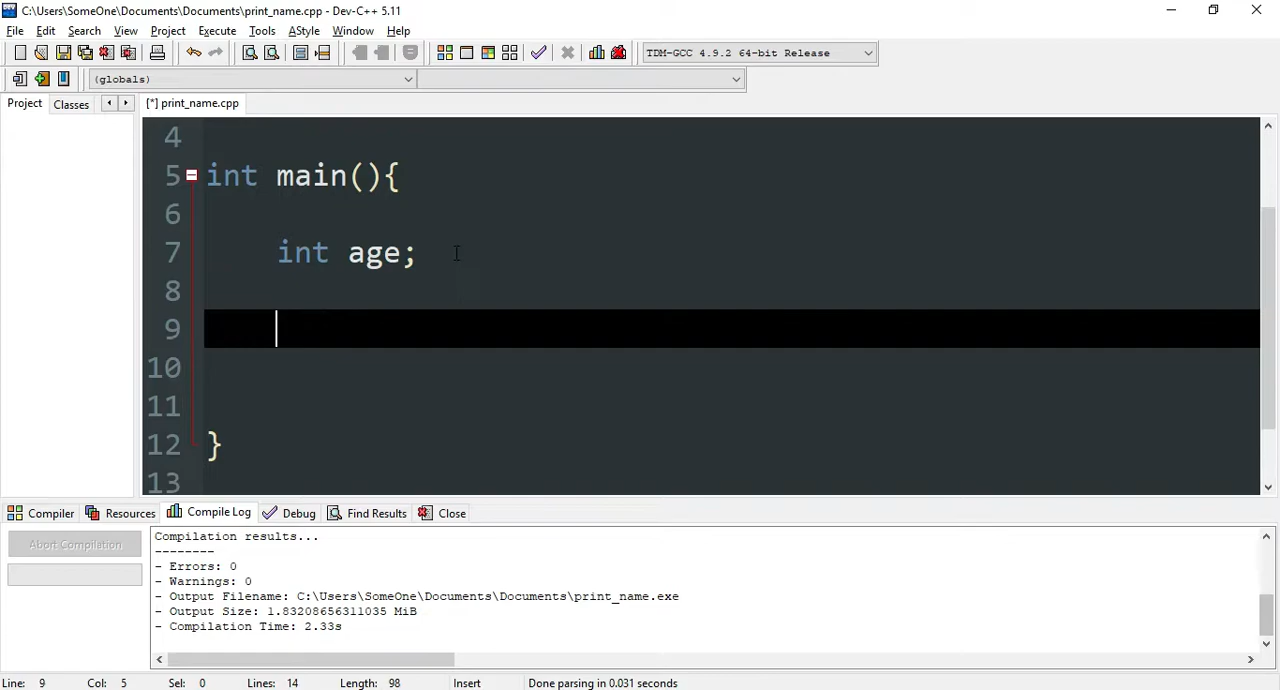 C:\Users\SomeOne\Documents\Documents\print_name.cpp - Dev-C++ 5.11
File Edit Search View Project Execute Tools AStyle Window Help
TDM-GCC 4.9.2 64-bit Release
(globals)
Project Classes [*] print_name.cpp
4
5 int main(){
6
7 int age;
8
9
10
11
12 }
13
Compiler Resources Compile Log Debug Find Results Close
Abort Compilation
Compilation results...
--------
- Errors: 0
- Warnings: 0
- Output Filename: C:\Users\SomeOne\Documents\Documents\print_name.exe
- Output Size: 1.83208656311035 MiB
- Compilation Time: 2.33s
Line: 9 Col: 5 Sel: 0 Lines: 14 Length: 98 Insert Done parsing in 0.031 seconds